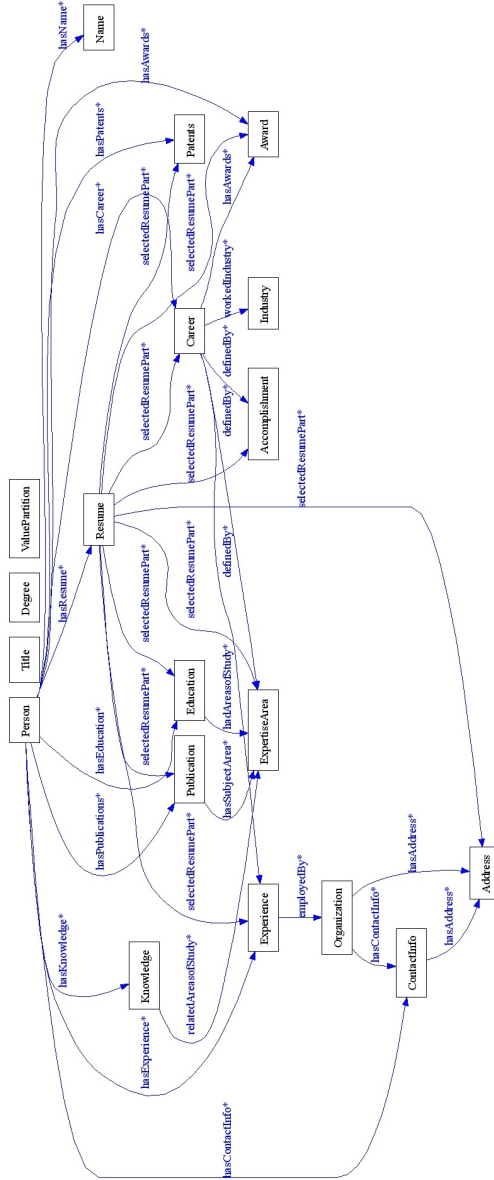 Person
Title
Degree
ValuePartition
hasKnowledge*
hasResume*
hasName*
hasPublications*
hasEducation*
Resume
hasCareer*
hasPatents*
Name
hasExperience*
Knowledge
selectedResumePart*
selectedResumePart*
selectedResumePart*
selectedResumePart*
hasAwards*
relatedAreasofStudy*
selectedResumePart*
Publication
Education
selectedResumePart*
selectedResumePart*
Career
selectedResumePart*
Patents
hasContactInfo*
hasSubjectArea*
hadAreasofStudy*
definedBy*
definedBy*
definedBy*
workedIndustry*
hasAwards*
Experience
ExpertiseArea
Accomplishment
Industry
Award
employedBy*
selectedResumePart*
Organization
hasContactInfo*
ContactInfo
hasAddress*
hasAddress*
Address